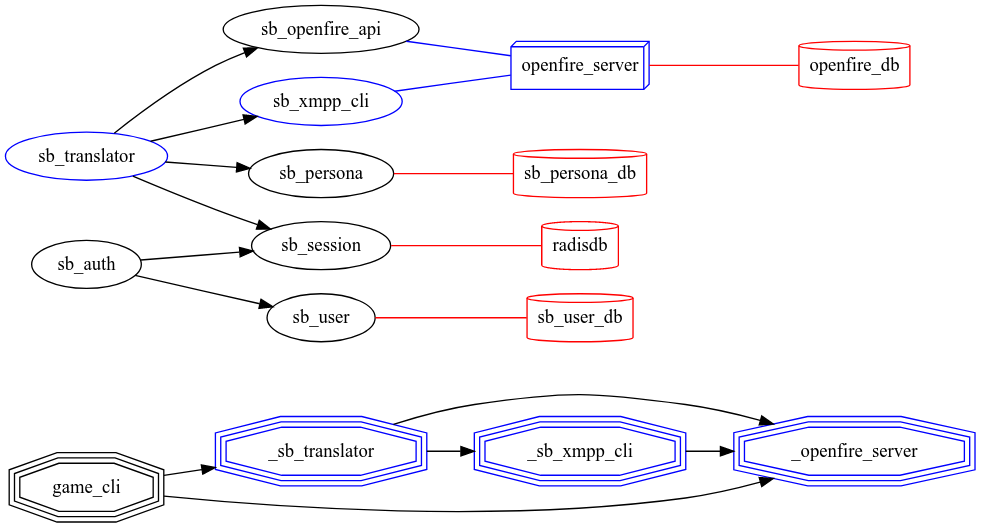 sb_openfire_api
openfire_server
openfire_db
sb_xmpp_cli
sb_translator
sb_persona
sb_persona_db
sb_session
radisdb
sb_auth
sb_user
sb_user_db
_sb_translator
_sb_xmpp_cli
_openfire_server
game_cli